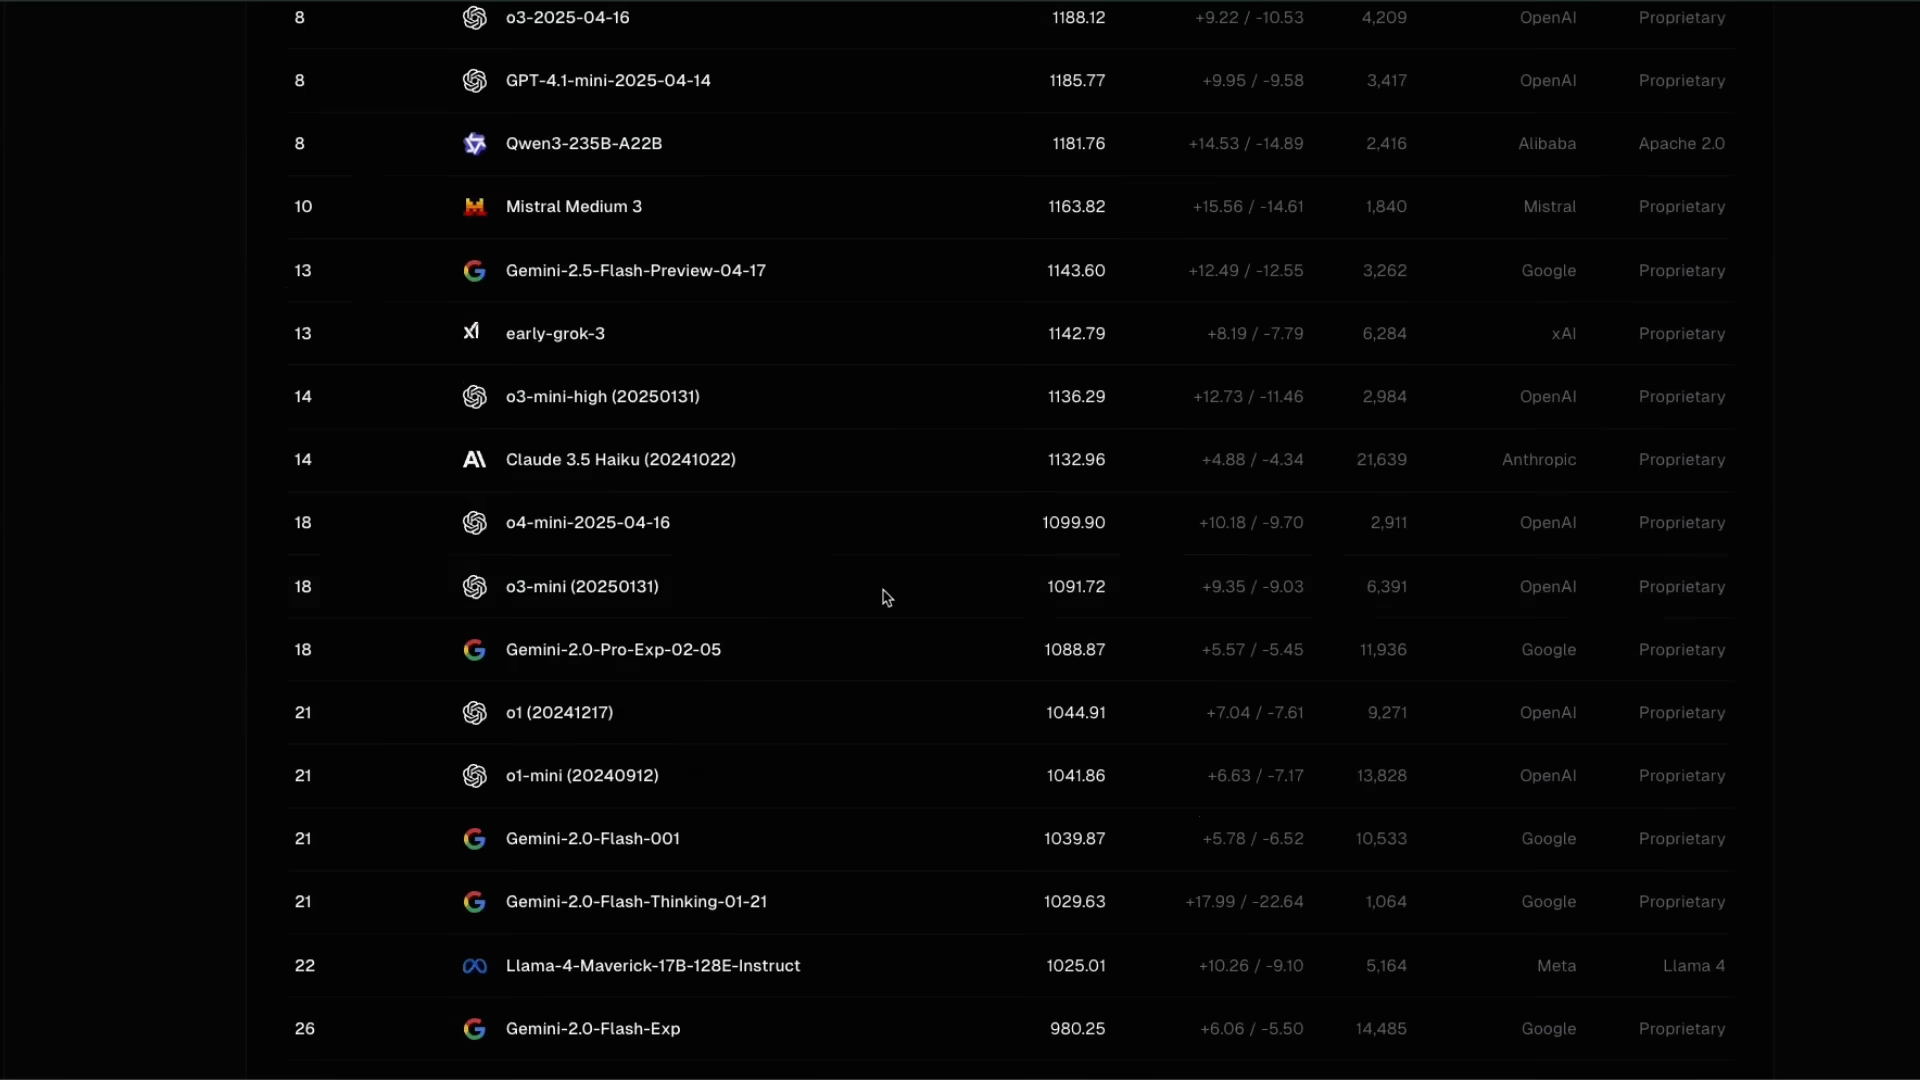 8 o3-2025-04-16 1188.12 +9.22 / -10.53 4,209 OpenAI Proprietary
8 GPT-4.1-mini-2025-04-14 1185.77 +9.95 / -9.58 3,417 OpenAI Proprietary
8 Qwen3-235B-A22B 1181.76 +14.53 / -14.89 2,416 Alibaba Apache 2.0
10 Mistral Medium 3 1163.82 +15.56 / -14.61 1,840 Mistral Proprietary
13 Gemini-2.5-Flash-Preview-04-17 1143.60 +12.49 / -12.55 3,262 Google Proprietary
13 early-grok-3 1142.79 +8.19 / -7.79 6,284 xAI Proprietary
14 o3-mini-high (20250131) 1136.29 +12.73 / -11.46 2,984 OpenAI Proprietary
14 Claude 3.5 Haiku (20241022) 1132.96 +4.88 / -4.34 21,639 Anthropic Proprietary
18 o4-mini-2025-04-16 1099.90 +10.18 / -9.70 2,911 OpenAI Proprietary
18 o3-mini (20250131) 1091.72 +9.35 / -9.03 6,391 OpenAI Proprietary
18 Gemini-2.0-Pro-Exp-02-05 1088.87 +5.57 / -5.45 11,936 Google Proprietary
21 o1 (20241217) 1044.91 +7.04 / -7.61 9,271 OpenAI Proprietary
21 o1-mini (20240912) 1041.86 +6.63 / -7.17 13,828 OpenAI Proprietary
21 Gemini-2.0-Flash-001 1039.87 +5.78 / -6.52 10,533 Google Proprietary
21 Gemini-2.0-Flash-Thinking-01-21 1029.63 +17.99 / -22.64 1,064 Google Proprietary
22 Llama-4-Maverick-17B-128E-Instruct 1025.01 +10.26 / -9.10 5,164 Meta Llama 4
26 Gemini-2.0-Flash-Exp 980.25 +6.06 / -5.50 14,485 Google Proprietary